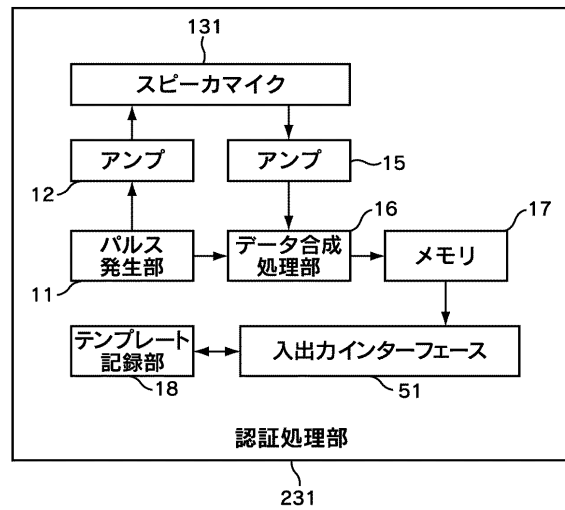 131
スピーカマイク
アンプ
12
アンプ
15
パルス
発生部
11
データ合成
処理部
16
メモリ
17
テンプレート
記録部
18
入出力インターフェース
51
認証処理部
231